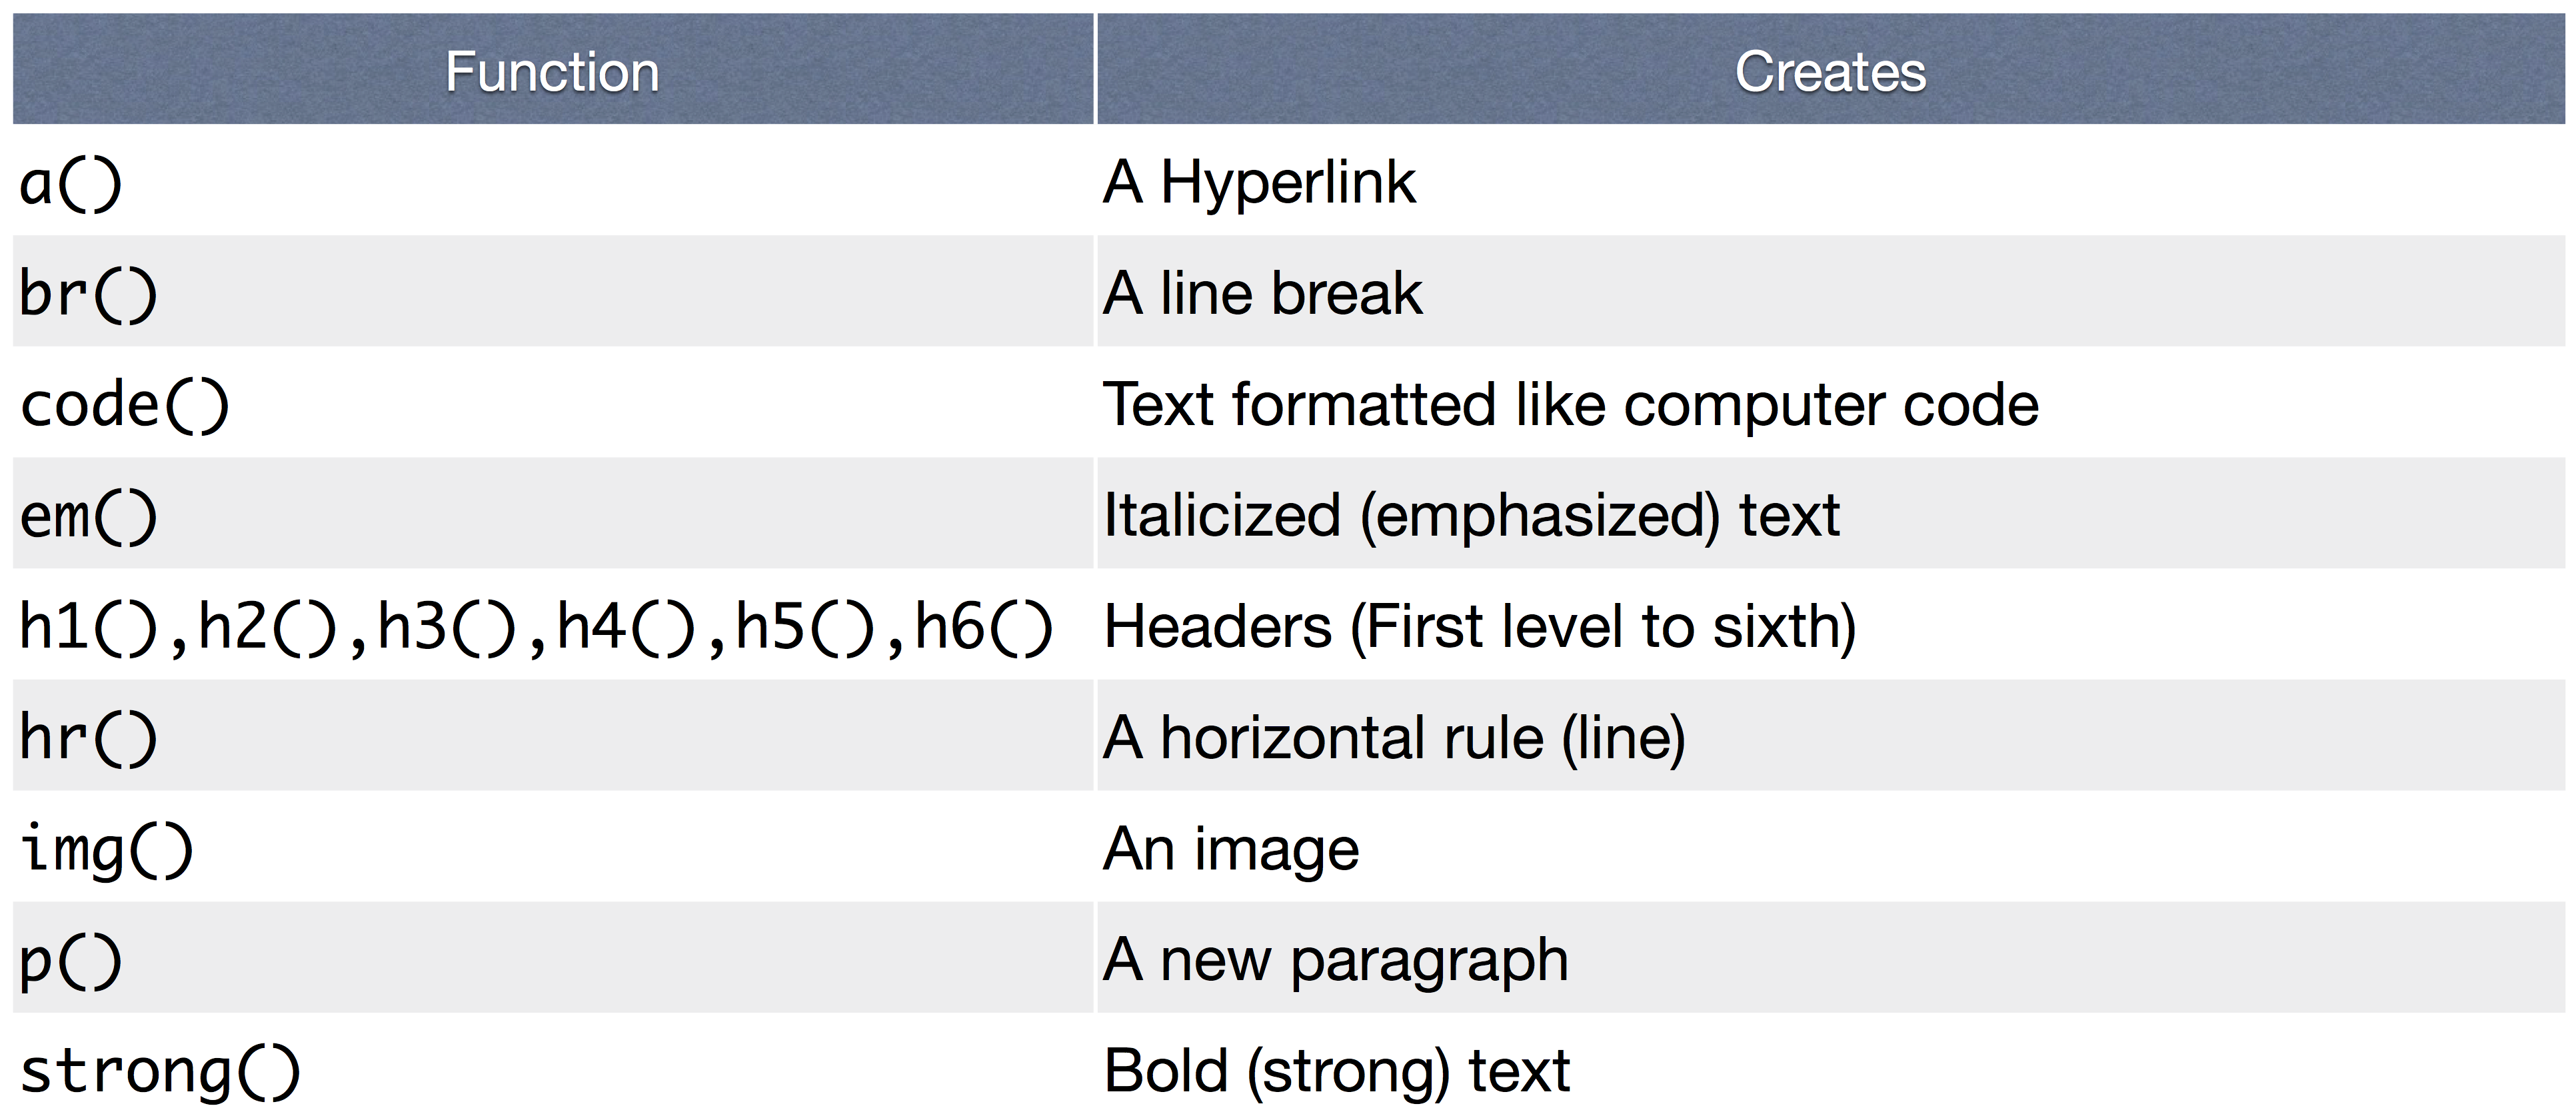 Function Creates
a() A Hyperlink
br() A line break
code() Text formatted like computer code
em() Italicized (emphasized) text
h1(),h2(),h3(),h4(),h5(),h6() Headers (First level to sixth)
hr() A horizontal rule (line)
img() An image
p() A new paragraph
strong() Bold (strong) text